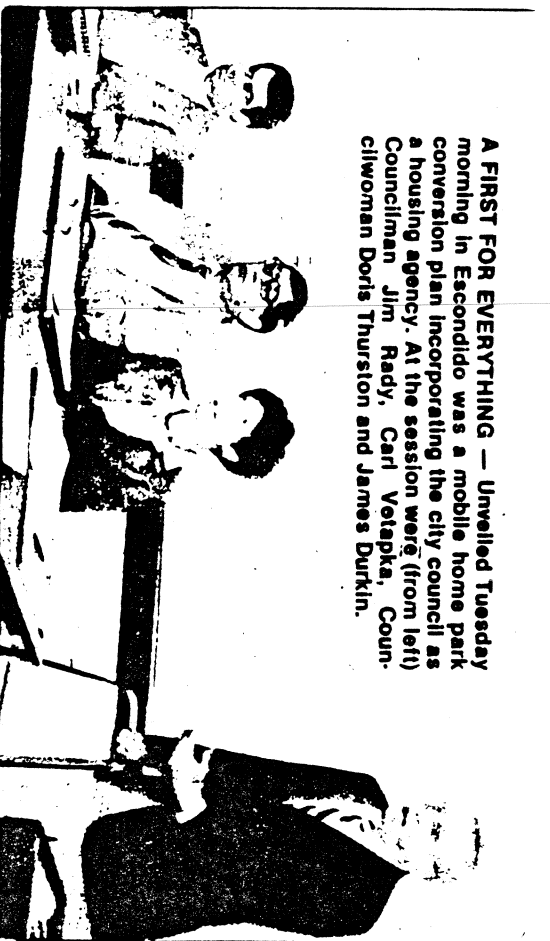 A FIRST FOR EVERYTHING — Unveiled Tuesday
morning in Escondido was a mobile home park
conversion plan incorporating the city council as
a housing agency. At the session were (from left)
Councilman Jim Rady, Carl Vetapka, Coun-
cilwoman Doris Thurston and James Durkin.